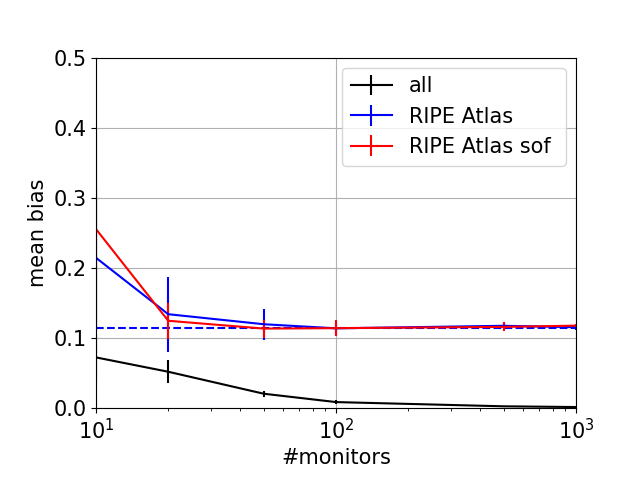 0.5
0.4
0.3
0.2
0.1
0.0
mean bias
10^1
10^2
10^3
#monitors
all
RIPE Atlas
RIPE Atlas sof